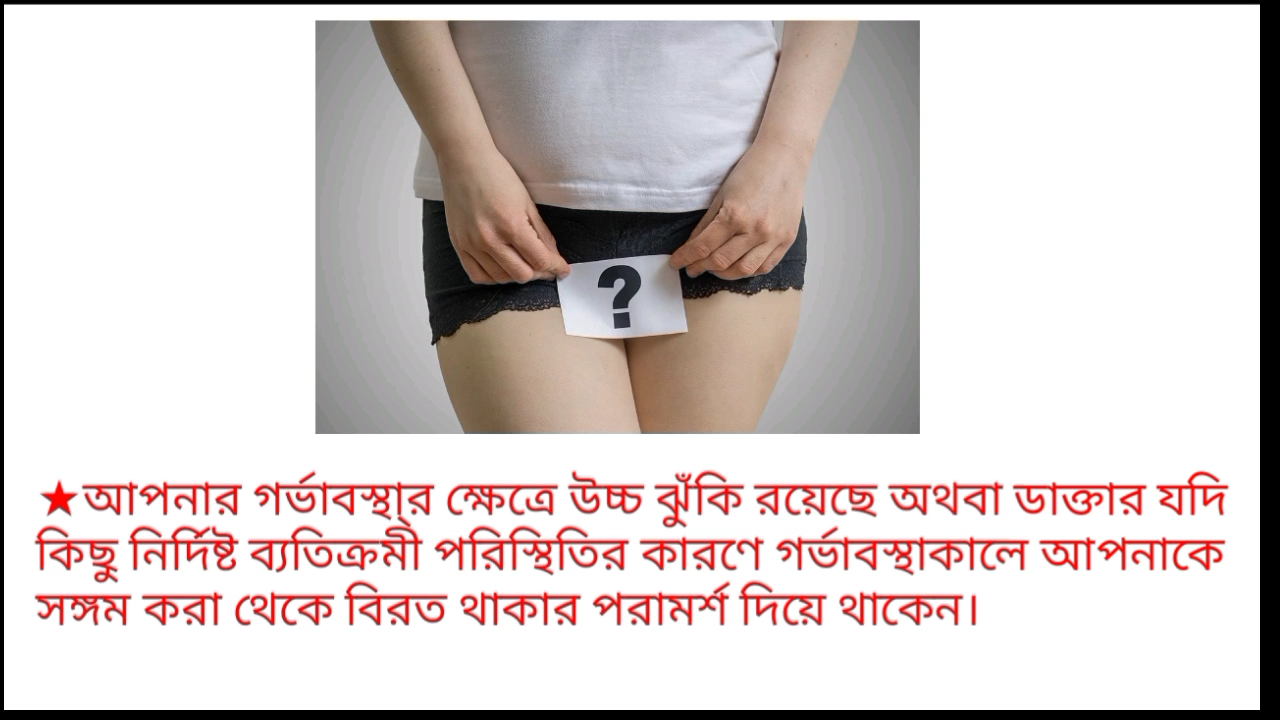 ?
★আপনার গর্ভাবস্থার ক্ষেত্রে উচ্চ ঝুঁকি রয়েছে অথবা ডাক্তার যদি
কিছু নির্দিষ্ট ব্যতিক্রমী পরিস্থিতির কারণে গর্ভাবস্থাকালে আপনাকে
সঙ্গম করা থেকে বিরত থাকার পরামর্শ দিয়ে থাকেন।